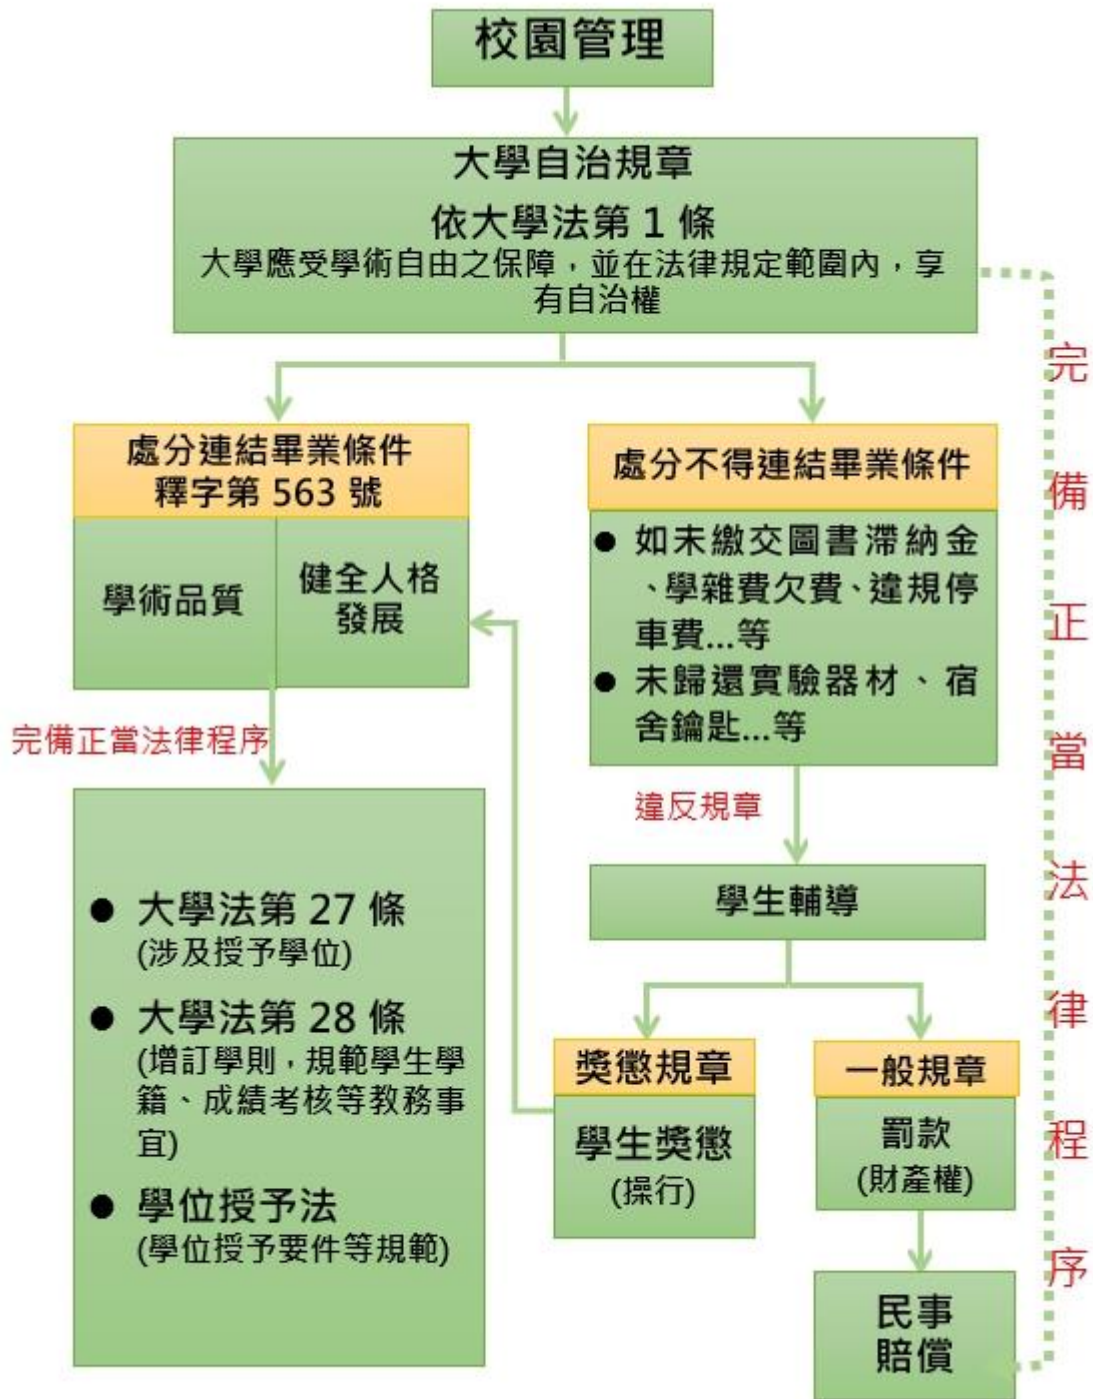 校園管理
大學自治規章
依大學法第 1 條
大學應受學術自由之保障，並在法律規定範圍內，享
有自治權
處分連結畢業條件
釋字第 563 號
學術品質
健全人格
發展
處分不得連結畢業條件
● 如未繳交圖書滯納金
、學雜費欠費、違規停
車費...等
● 未歸還實驗器材、宿
舍鑰匙...等
完備正當法律程序
違反規章
● 大學法第 27 條
(涉及授予學位)
● 大學法第 28 條
(增訂學則，規範學生學
籍、成績考核等教務事
宜)
● 學位授予法
(學位授予要件等規範)
學生輔導
獎懲規章
學生獎懲
(操行)
一般規章
罰款
(財產權)
民事
賠償
完備正當法律程序